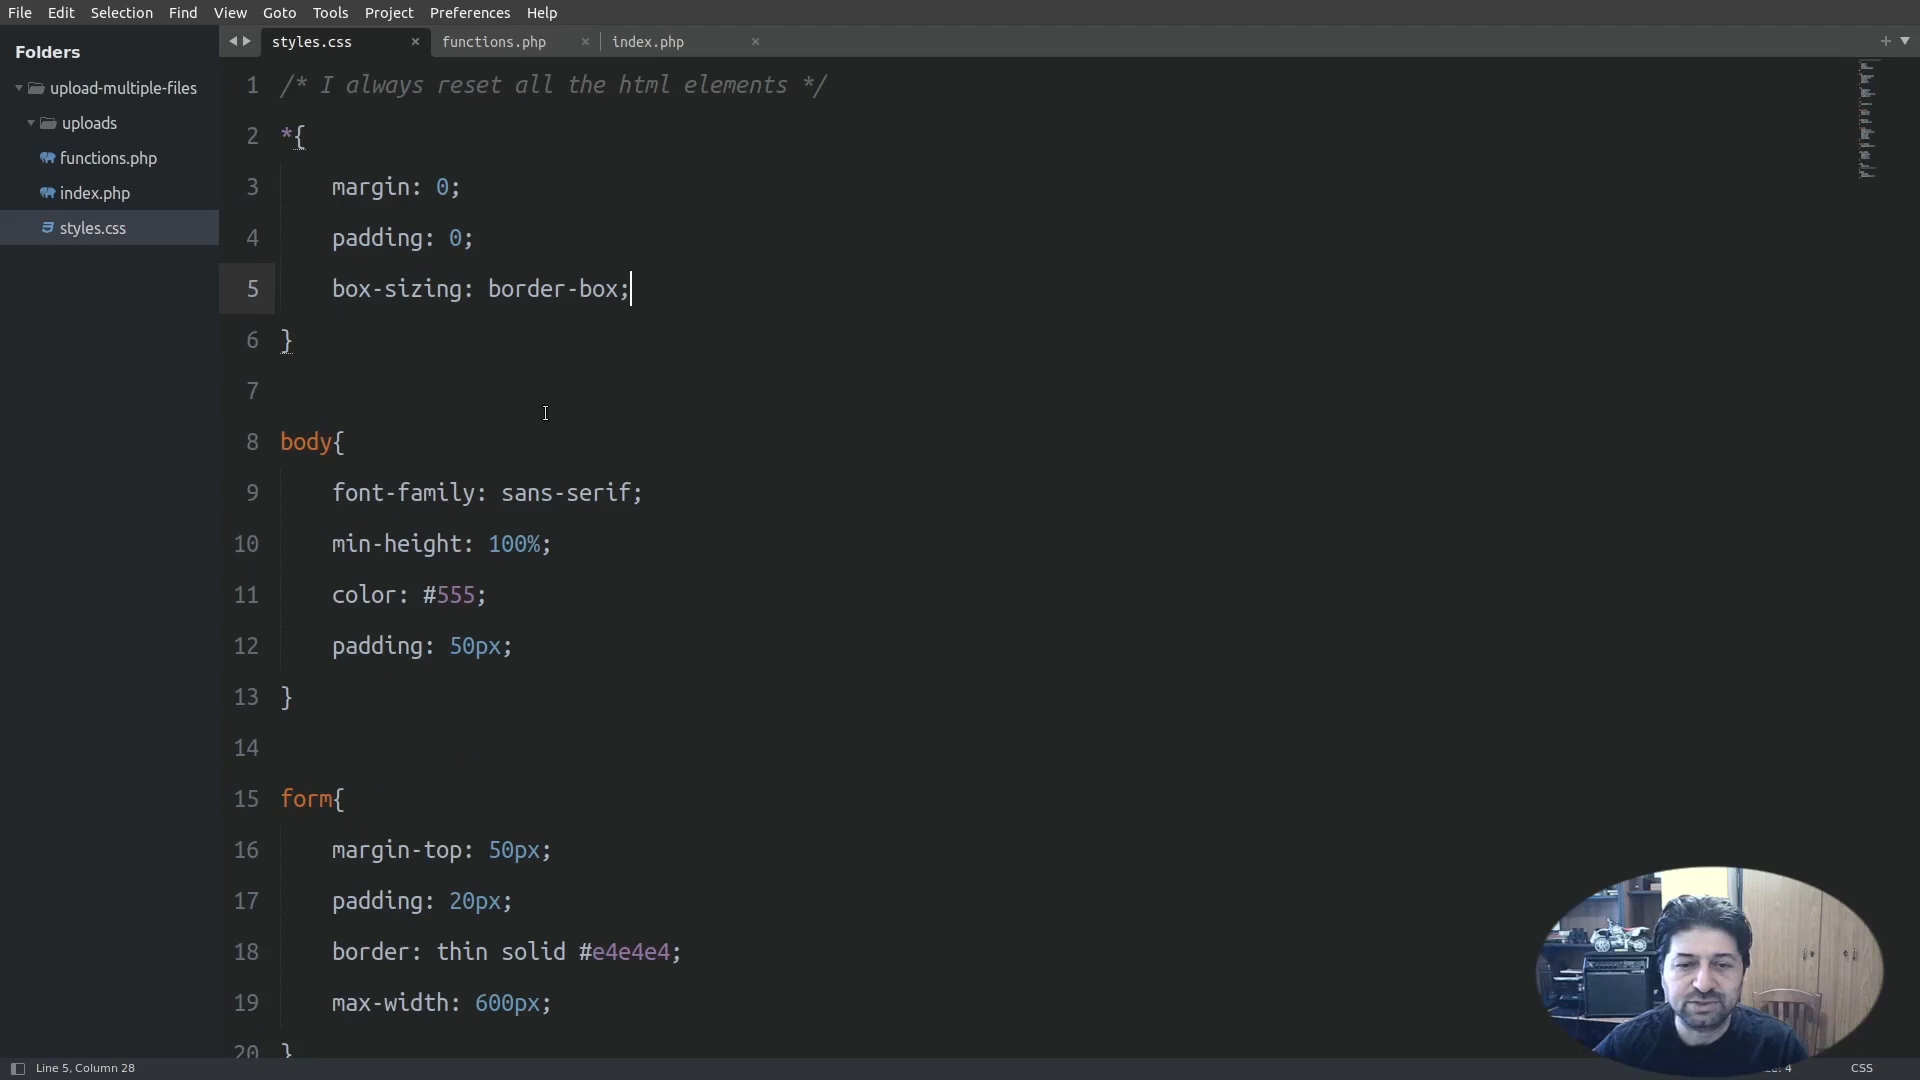 File Edit Selection Find View Goto Tools Project Preferences Help
Folders
upload-multiple-files
uploads
functions.php
index.php
styles.css
styles.css × functions.php × index.php ×
1 /* I always reset all the html elements */
2 *{
3 margin: 0;
4 padding: 0;
5 box-sizing: border-box;
6 }
7
8 body{
9 font-family: sans-serif;
10 min-height: 100%;
11 color: #555;
12 padding: 50px;
13 }
14
15 form{
16 margin-top: 50px;
17 padding: 20px;
18 border: thin solid #e4e4e4;
19 max-width: 600px;
20 }
Line 5, Column 28
4
CSS